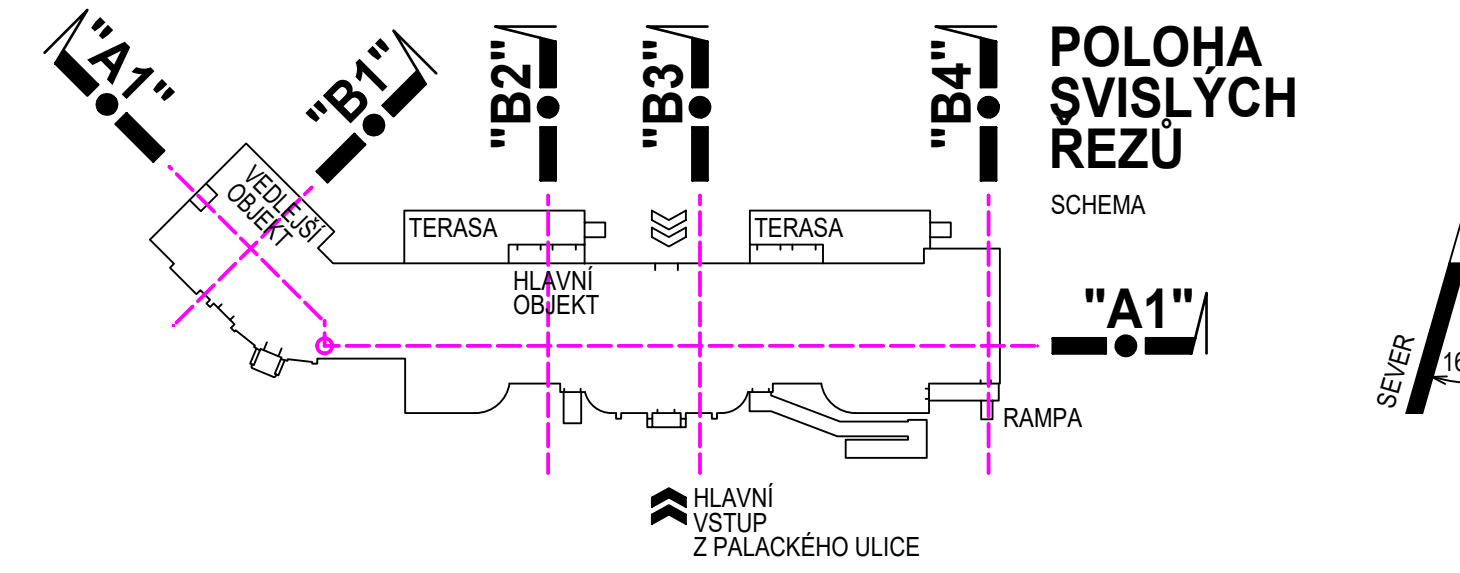 "A1"
"B1"
"B2"
"B3"
"B4"
POLOHA
SVISLÝCH
ŘEZŮ
SCHEMA
VEDLEJŠÍ
OBJEKT
TERASA
TERASA
HLAVNÍ
OBJEKT
"A1"
RAMPA
SEVER
16
HLAVNÍ
VSTUP
Z PALACKÉHO ULICE